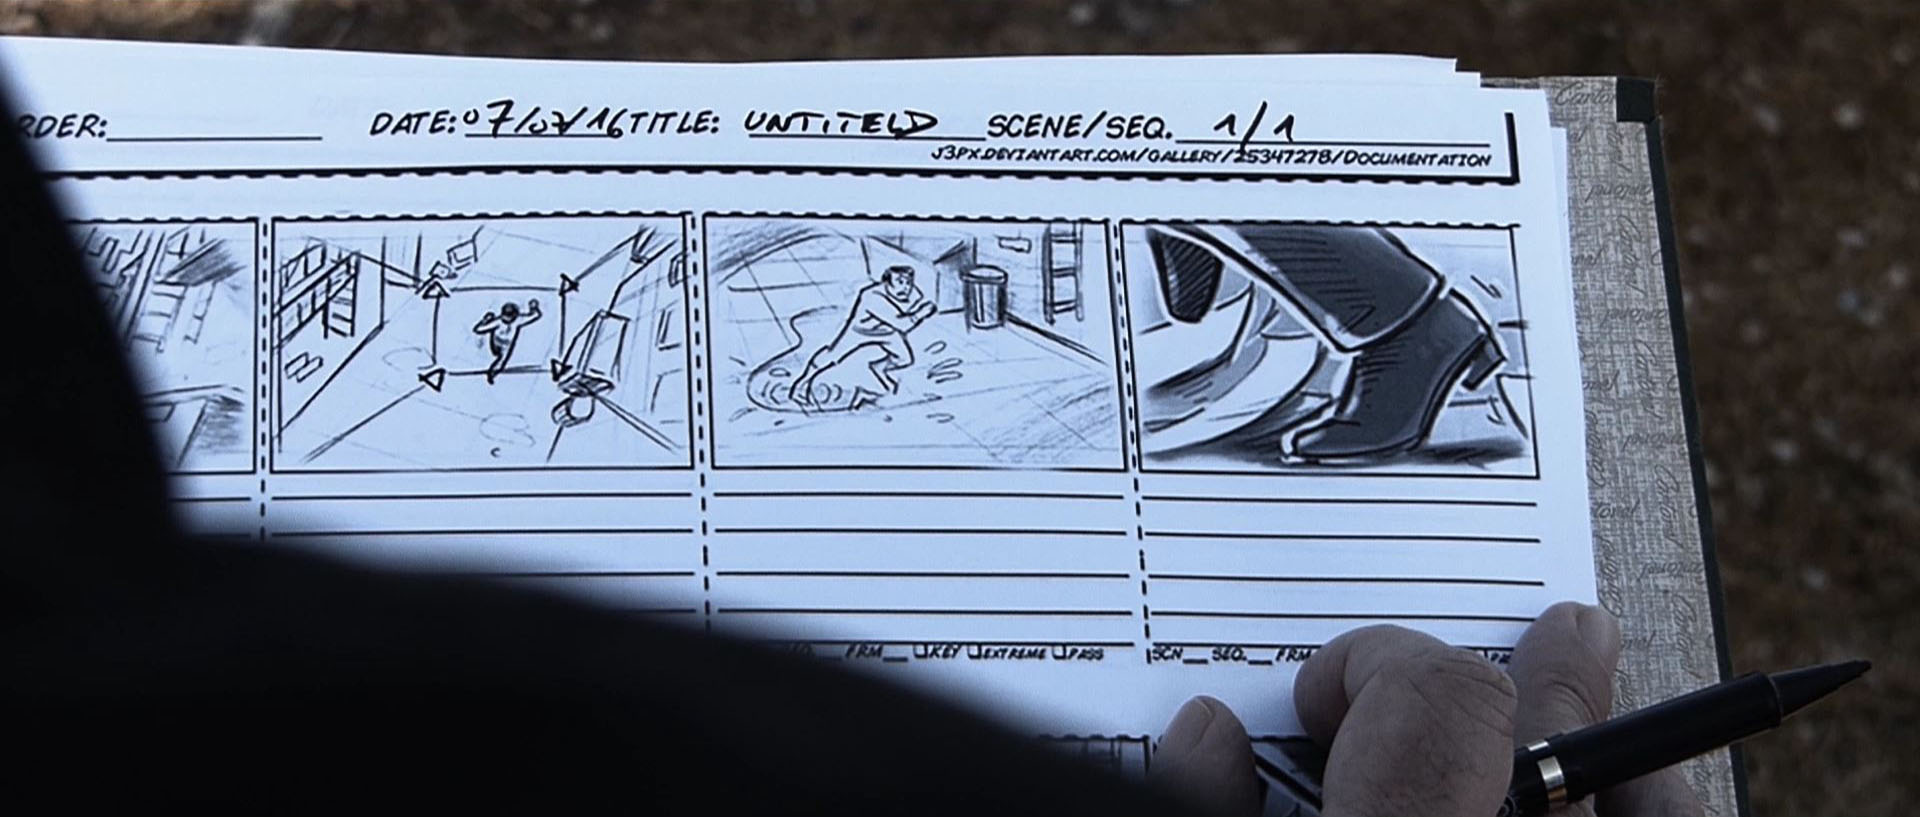 RDER: DATE: 07/07/16 TITLE: UNTITELD SCENE/SEQ. 1/1
J3PX.DEVIANTART.COM/GALLERY/25347278/DOCUMENTATION
FRM KEY EXTREME PASS SCN SEQ. FRM